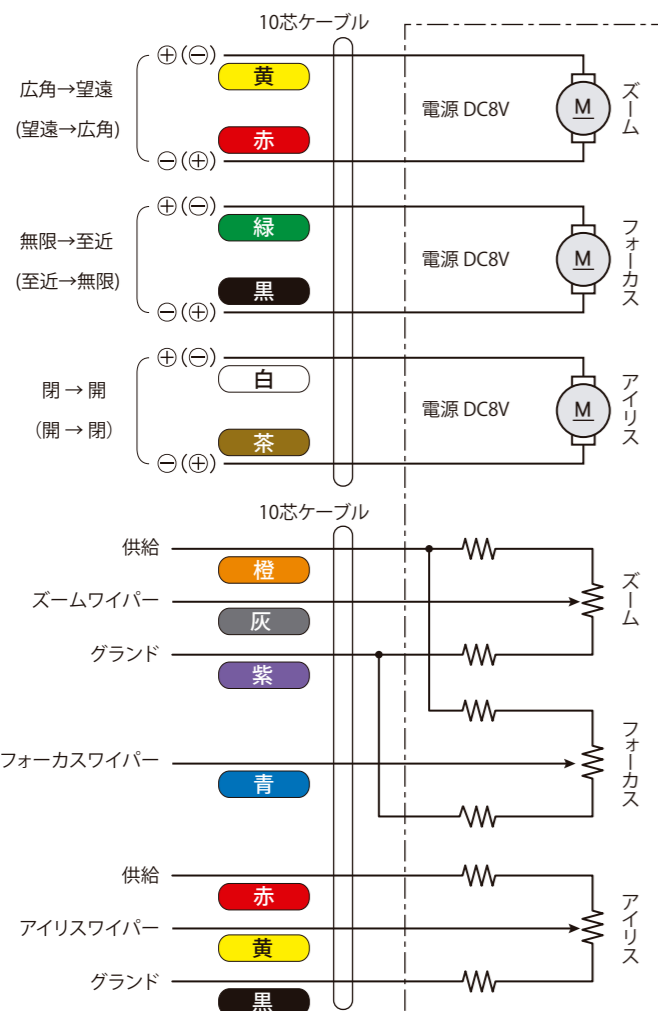 10芯ケーブル
⊕(⊖)
黄
広角→望遠
(望遠→広角)
電源 DC8V
M
ズーム
赤
⊖(⊕)
⊕(⊖)
緑
無限→至近
(至近→無限)
電源 DC8V
M
フォーカス
黒
⊖(⊕)
⊕(⊖)
白
閉→開
(開→閉)
電源 DC8V
M
アイリス
茶
⊖(⊕)
10芯ケーブル
供給
橙
ズームワイパー
灰
ズーム
グランド
紫
フォーカスワイパー
青
フォーカス
供給
赤
アイリスワイパー
黄
アイリス
グランド
黒